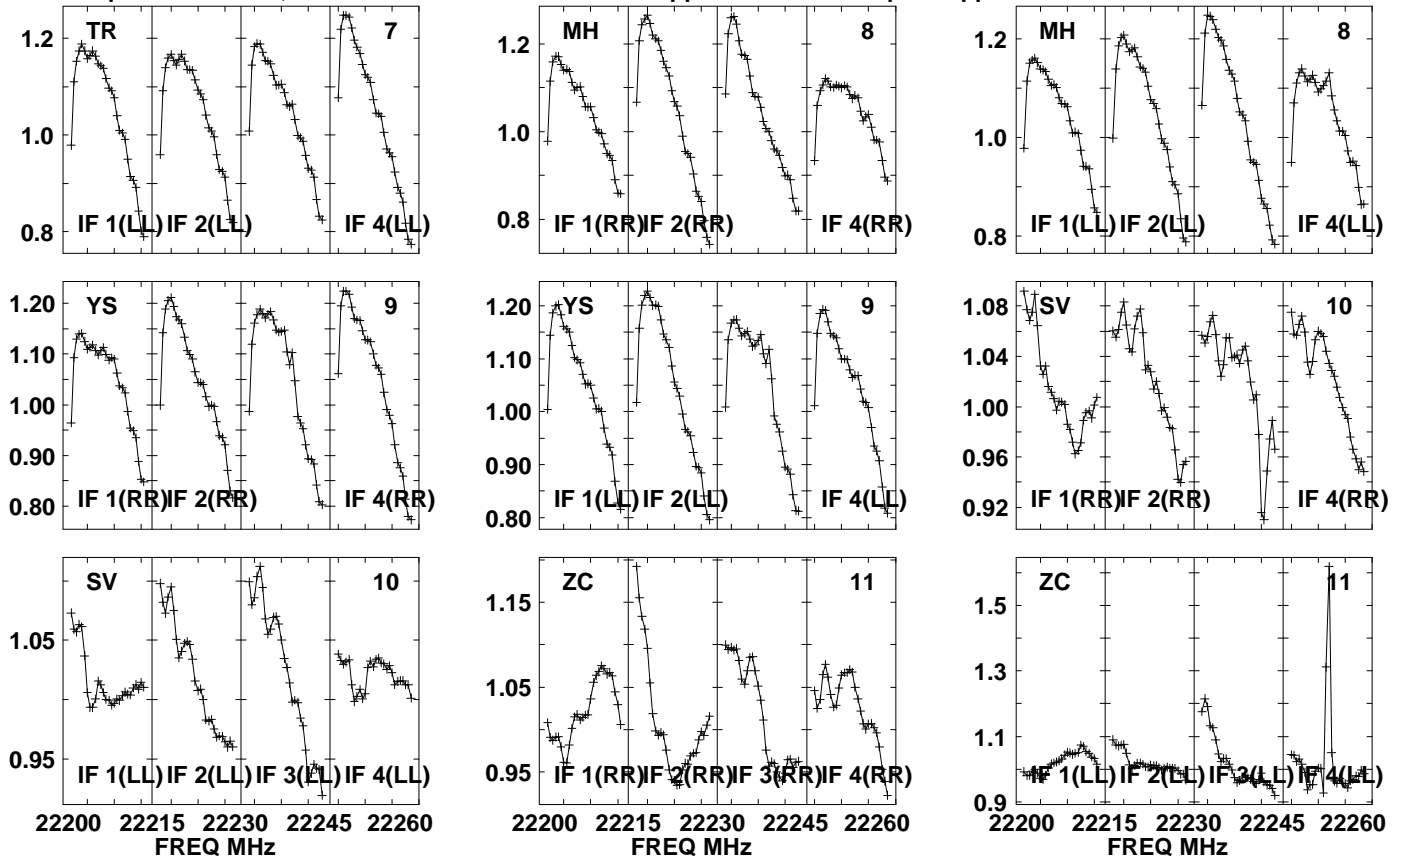 TR 7
1.2
1.0
0.8
IF 1(LL) IF 2(LL) IF 4(LL)
MH 8
1.2
1.0
0.8
IF 1(RR) IF 2(RR) IF 4(RR)
MH 8
1.2
1.0
0.8
IF 1(LL) IF 2(LL) IF 4(LL)
YS 9
1.20
1.10
1.00
0.90
0.80
IF 1(RR) IF 2(RR) IF 4(RR)
YS 9
1.20
1.10
1.00
0.90
0.80
IF 1(LL) IF 2(LL) IF 4(LL)
SV 10
1.08
1.04
1.00
0.96
0.92
IF 1(RR) IF 2(RR) IF 4(RR)
SV 10
1.05
0.95
IF 1(LL) IF 2(LL) IF 3(LL) IF 4(LL)
22200 22215 22230 22245 22260
FREQ MHz
ZC 11
1.15
1.05
0.95
IF 1(RR) IF 2(RR) IF 3(RR) IF 4(RR)
22200 22215 22230 22245 22260
FREQ MHz
ZC 11
1.5
1.3
1.1
0.9
IF 1(LL) IF 2(LL) IF 3(LL) IF 4(LL)
22200 22215 22230 22245 22260
FREQ MHz